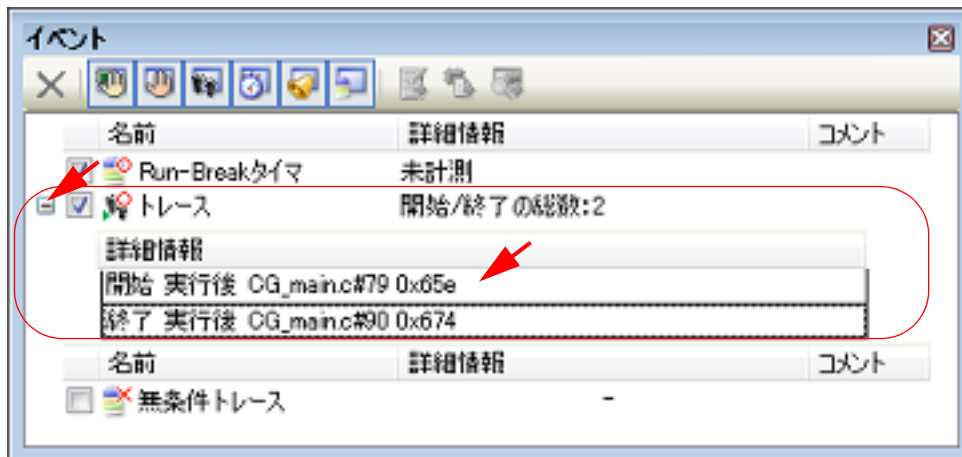 イベント
名前 詳細情報 コメント
Run-Breakタイマ 未計測
トレース 開始/終了の総数:2
詳細情報
開始 実行後 CG_main.c#79 0x65e
終了 実行後 CG_main.c#90 0x674
名前 詳細情報 コメント
無条件トレース -